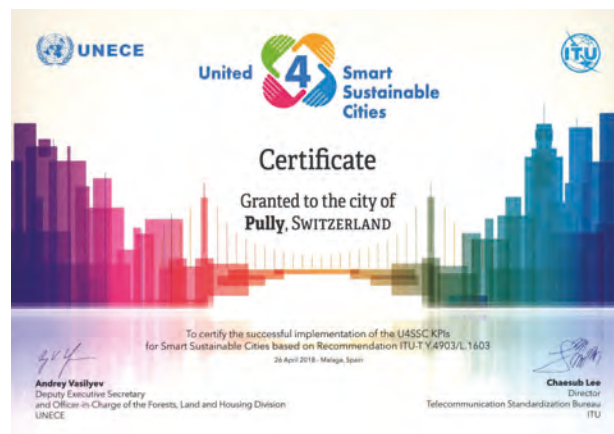 UNECE
United 4 Smart
Sustainable
Cities
ITU
Certificate
Granted to the city of
Pully, SWITZERLAND
To certify the successful implementation of the U4SSC KPIs
for Smart Sustainable Cities based on Recommendation ITU-T Y.4903/L.1603
26 April 2018 - Malaga, Spain
Andrey Vasilyev
Deputy Executive Secretary
and Officer-in-Charge of the Forests, Land and Housing Division
UNECE
Chaesub Lee
Director
Telecommunication Standardization Bureau
ITU